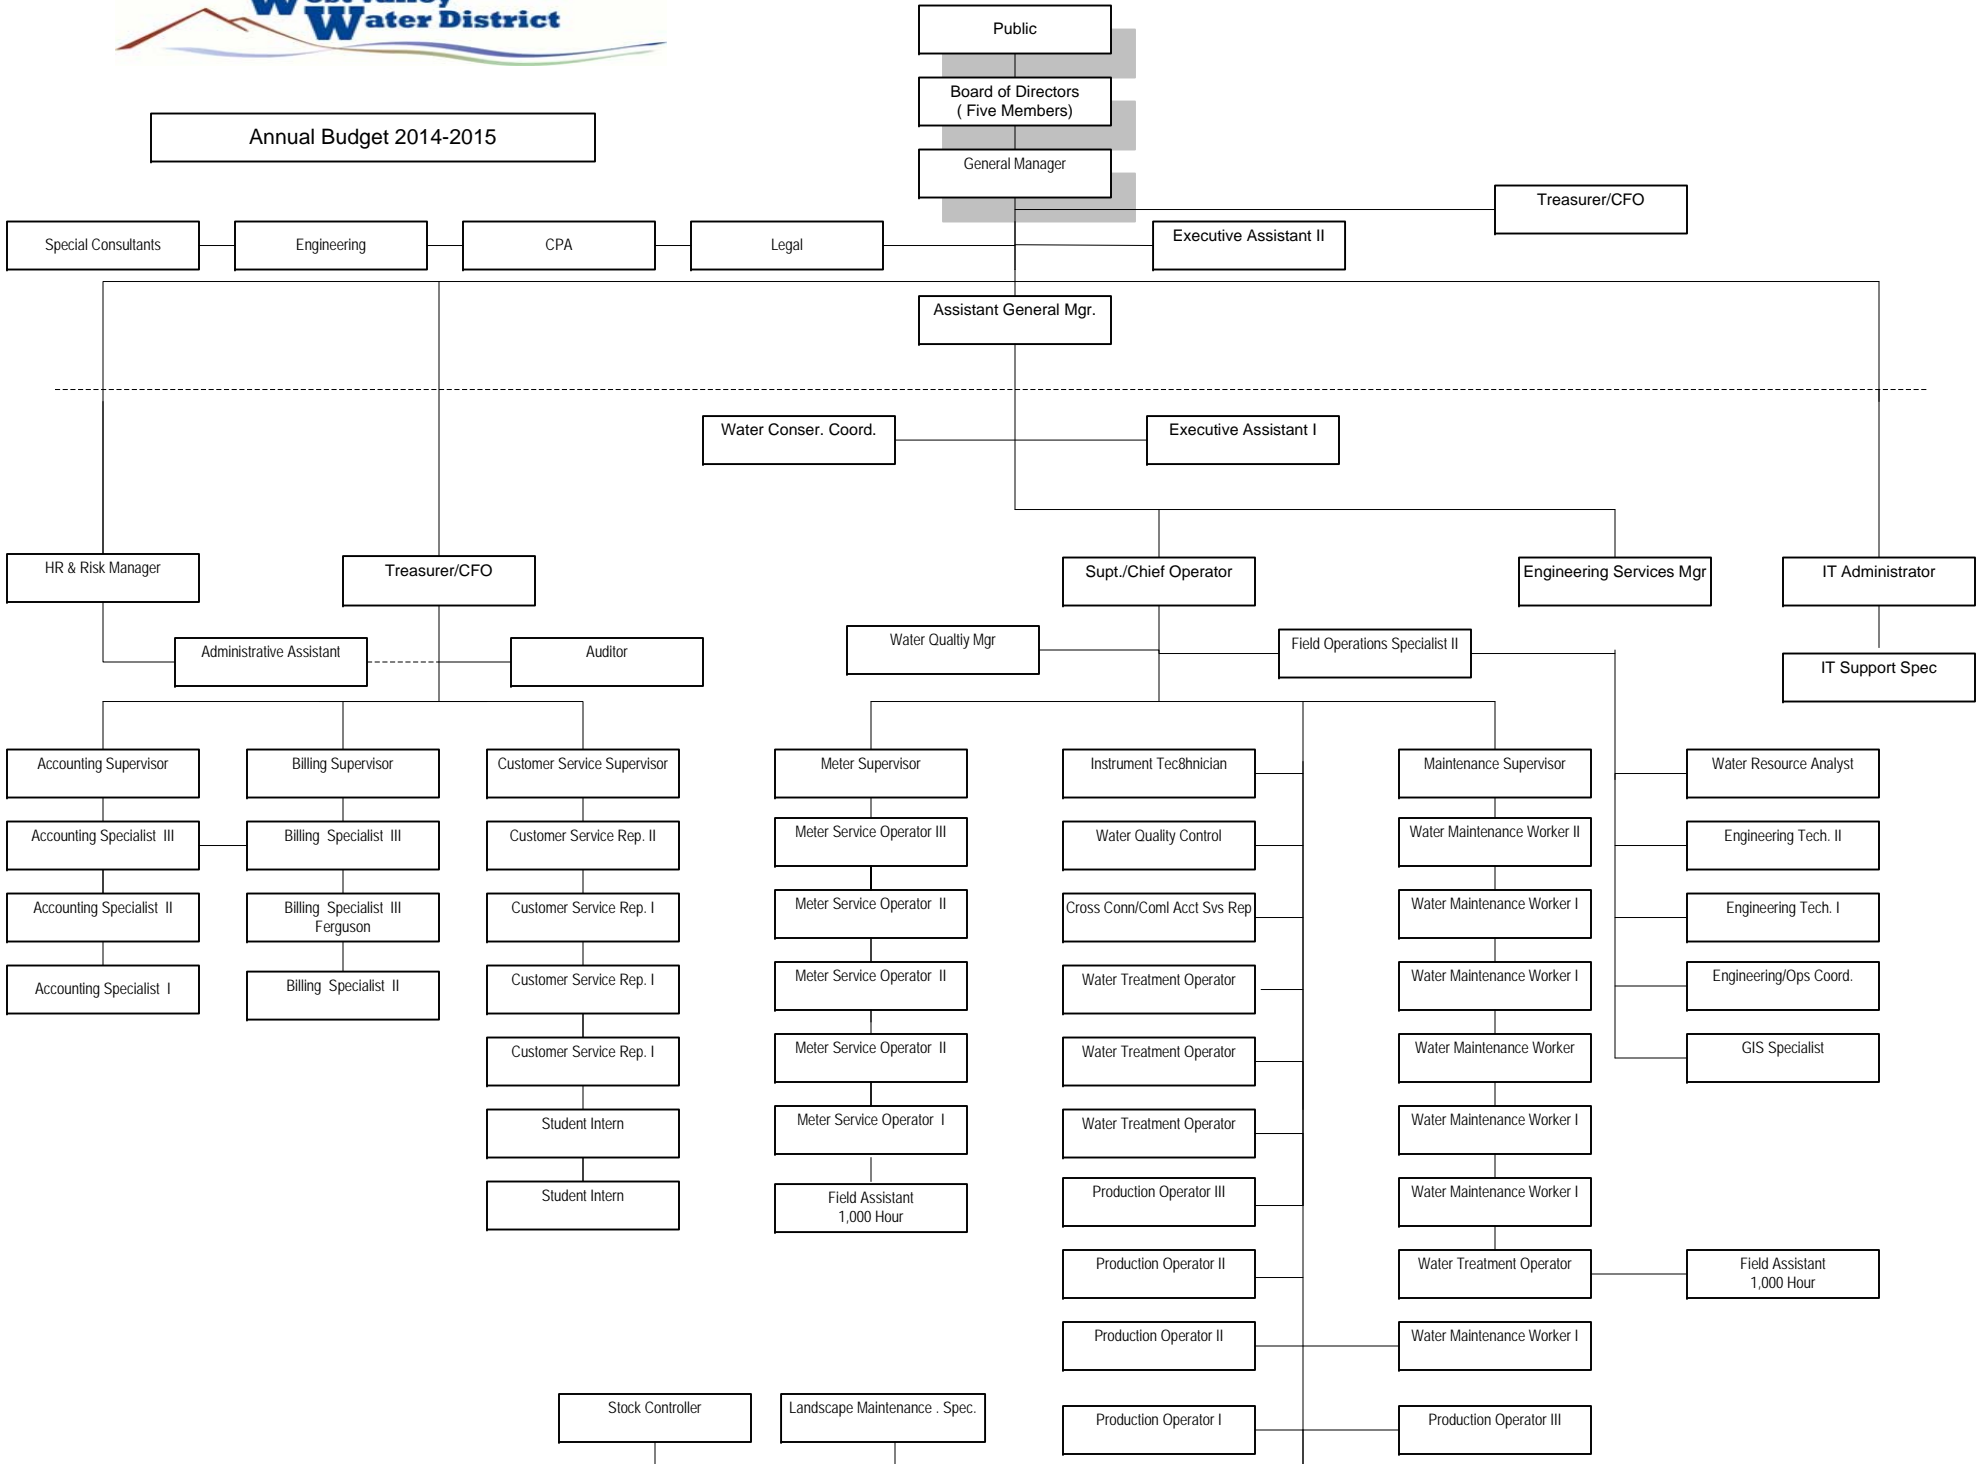 West Valley
Water District
Public
Board of Directors
( Five Members)
Annual Budget 2014-2015
General Manager
Treasurer/CFO
Special Consultants
Engineering
CPA
Legal
Executive Assistant II
Assistant General Mgr.
Water Conser. Coord.
Executive Assistant I
HR & Risk Manager
Treasurer/CFO
Supt./Chief Operator
Engineering Services Mgr
IT Administrator
Administrative Assistant
Auditor
Water Qualtiy Mgr
Field Operations Specialist II
IT Support Spec
Accounting Supervisor
Billing Supervisor
Customer Service Supervisor
Meter Supervisor
Instrument Tec8hnician
Maintenance Supervisor
Water Resource Analyst
Accounting Specialist III
Billing Specialist III
Customer Service Rep. II
Meter Service Operator III
Water Quality Control
Water Maintenance Worker II
Engineering Tech. II
Accounting Specialist II
Billing Specialist III
Ferguson
Customer Service Rep. I
Meter Service Operator II
Cross Conn/Coml Acct Svs Rep
Water Maintenance Worker I
Engineering Tech. I
Accounting Specialist I
Billing Specialist II
Customer Service Rep. I
Meter Service Operator II
Water Treatment Operator
Water Maintenance Worker I
Engineering/Ops Coord.
Customer Service Rep. I
Meter Service Operator II
Water Treatment Operator
Water Maintenance Worker
GIS Specialist
Student Intern
Meter Service Operator I
Water Treatment Operator
Water Maintenance Worker I
Student Intern
Field Assistant
1,000 Hour
Production Operator III
Water Maintenance Worker I
Production Operator II
Water Treatment Operator
Field Assistant
1,000 Hour
Production Operator II
Water Maintenance Worker I
Stock Controller
Landscape Maintenance . Spec.
Production Operator I
Production Operator III